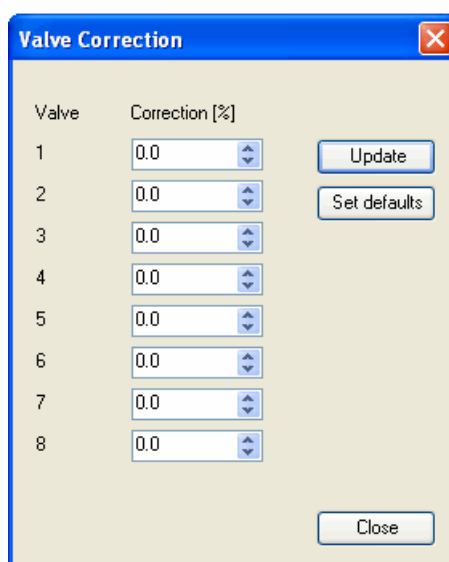 Valve Correction
Valve Correction [%]
1 0.0 Update
2 0.0 Set defaults
3 0.0
4 0.0
5 0.0
6 0.0
7 0.0
8 0.0
Close